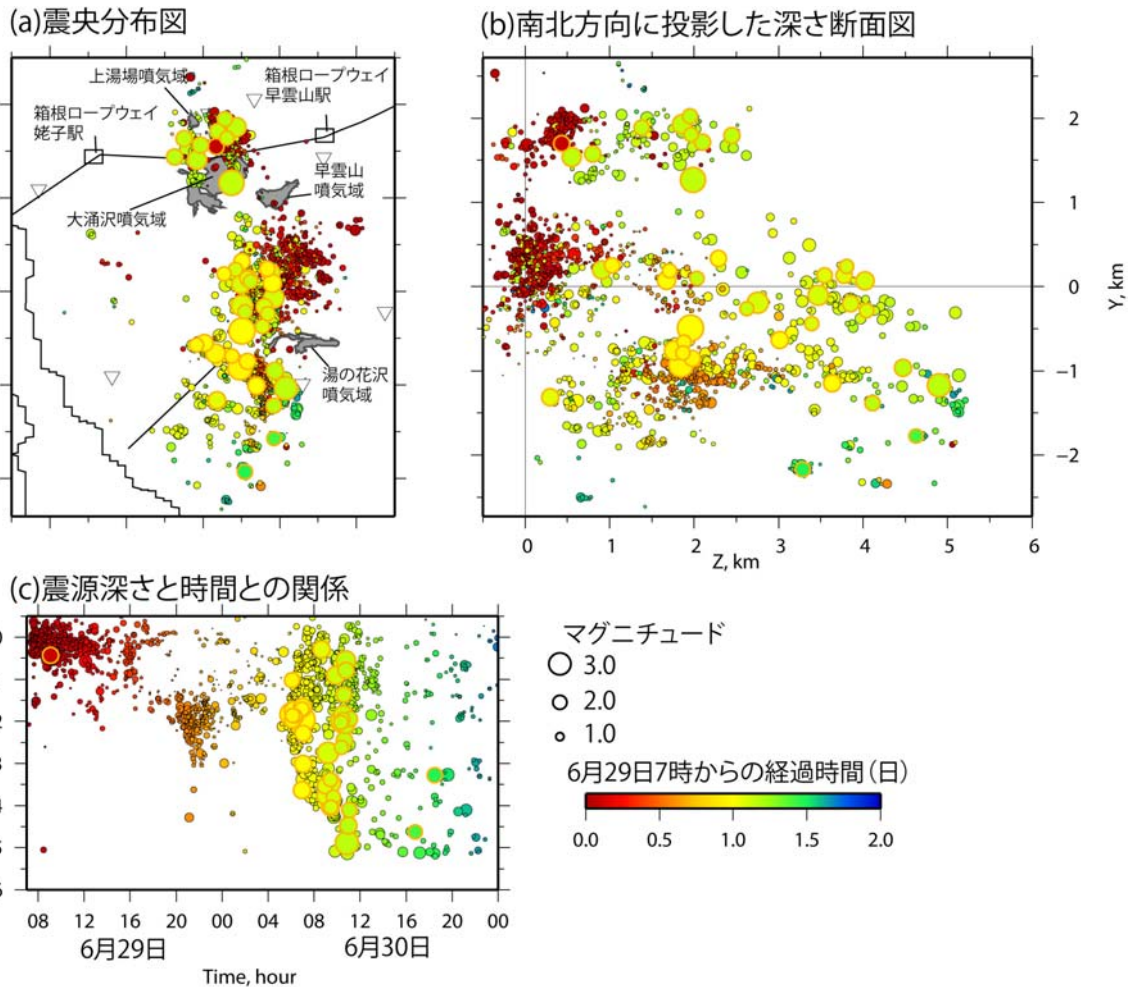 (a)震央分布図
上湯場噴気域
箱根ロープウェイ
早雲山駅
箱根ロープウェイ
姥子駅
早雲山
噴気域
大涌沢噴気域
湯の花沢
噴気域
(b)南北方向に投影した深さ断面図
2
1
0
−1
−2
Y, km
0 1 2 3 4 5 6
Z, km
(c)震源深さと時間との関係
08 12 16 20 00 04 08 12 16 20 00
6月29日 6月30日
Time, hour
マグニチュード
3.0
2.0
1.0
6月29日7時からの経過時間(日)
0.0 0.5 1.0 1.5 2.0